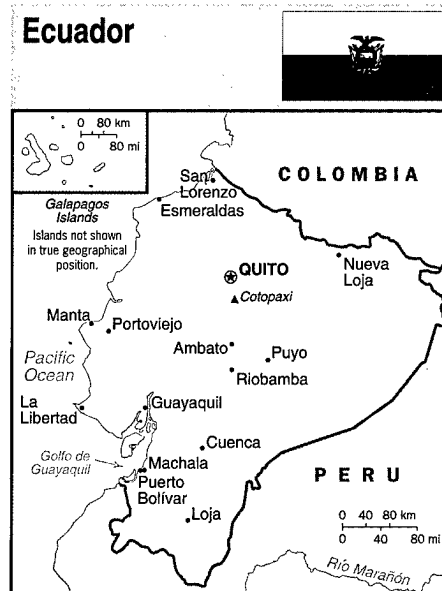 Ecuador
0 80 km
0 80 mi
Galapagos
Islands
Islands not shown
in true geographical
position.
San
Lorenzo
Esmeraldas
COLOMBIA
QUITO
Cotopaxi
Nueva
Loja
Manta
Portoviejo
Pacific
Ocean
Ambato
Puyo
Riobamba
La
Libertad
Guayaquil
Golfo de
Guayaquil
Cuenca
Machala
Puerto
Bolívar
Loja
PERU
0 40 80 km
0 40 80 mi
Río Marañón